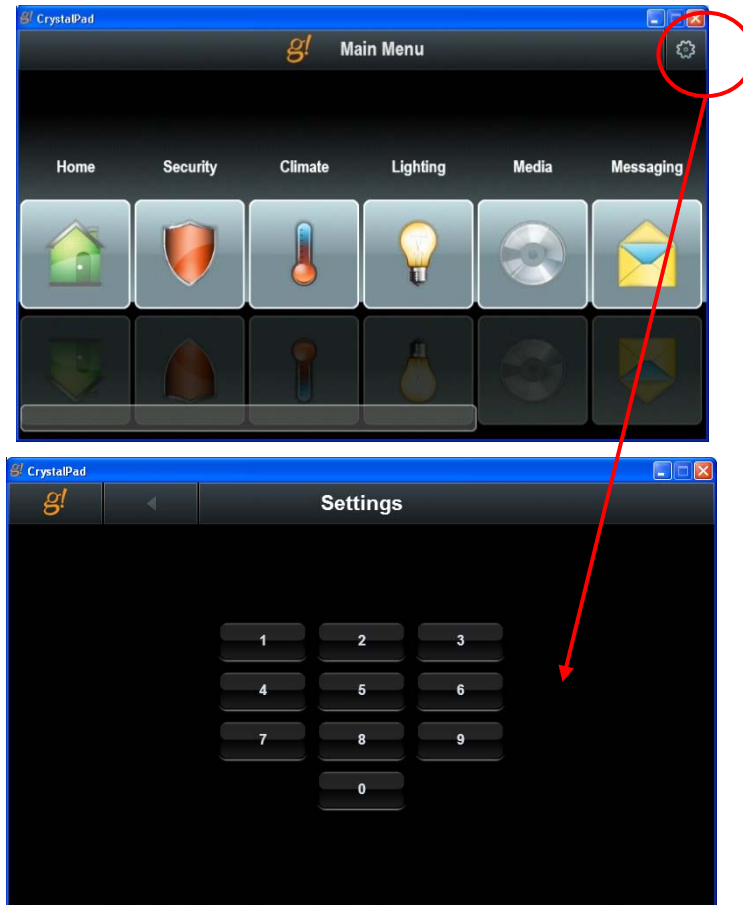 g! CrystalPad
g! Main Menu
Home Security Climate Lighting Media Messaging
g! CrystalPad
g! Settings
1 2 3
4 5 6
7 8 9
0